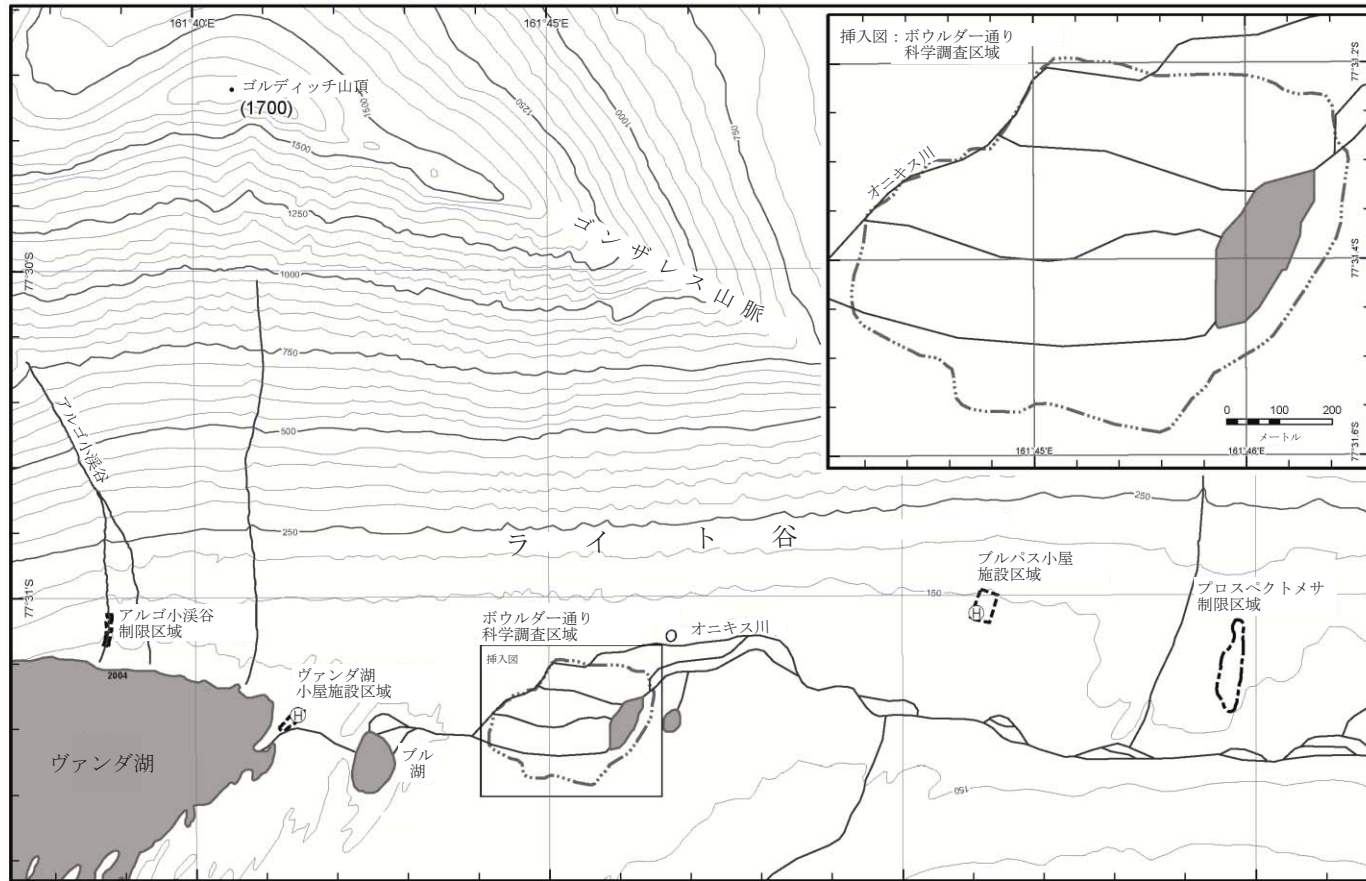 161°40'E
161°45'E
ゴルディッチ山頂
(1700)
1500
1500
1250
1000
750
1250
1000
750
500
250
250
150
150
77°30'S
77°31'S
ゴンザレス山脈
アルゴ小渓谷
ライト谷
アルゴ小渓谷
制限区域
2004
ヴァンダ湖
ヴァンダ湖
小屋施設区域
H
ブル
湖
ボウルダー通り
科学調査区域
挿入図
オニキス川
ブルパス小屋
施設区域
H
プロスペクトメサ
制限区域
挿入図:ボウルダー通り
科学調査区域
オニキス川
77°31.2'S
77°31.4'S
77°31.6'S
161°45'E
161°46'E
0 100 200
メートル